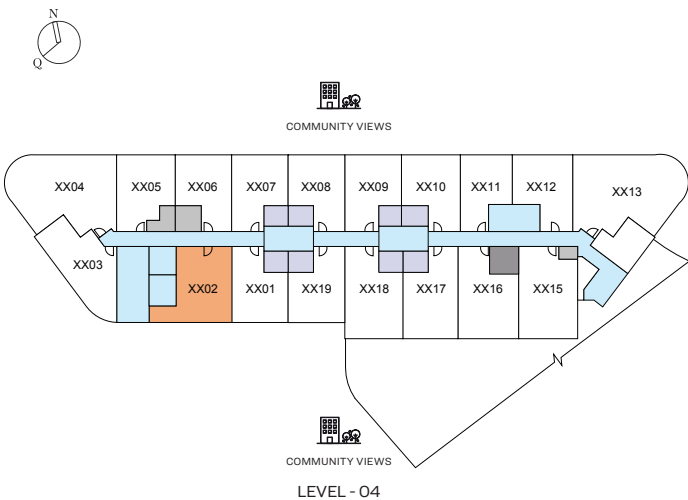 N
Q
COMMUNITY VIEWS
XX04 XX05 XX06 XX07 XX08 XX09 XX10 XX11 XX12 XX13
XX03
XX02 XX01 XX19 XX18 XX17 XX16 XX15
N
COMMUNITY VIEWS
LEVEL - 04